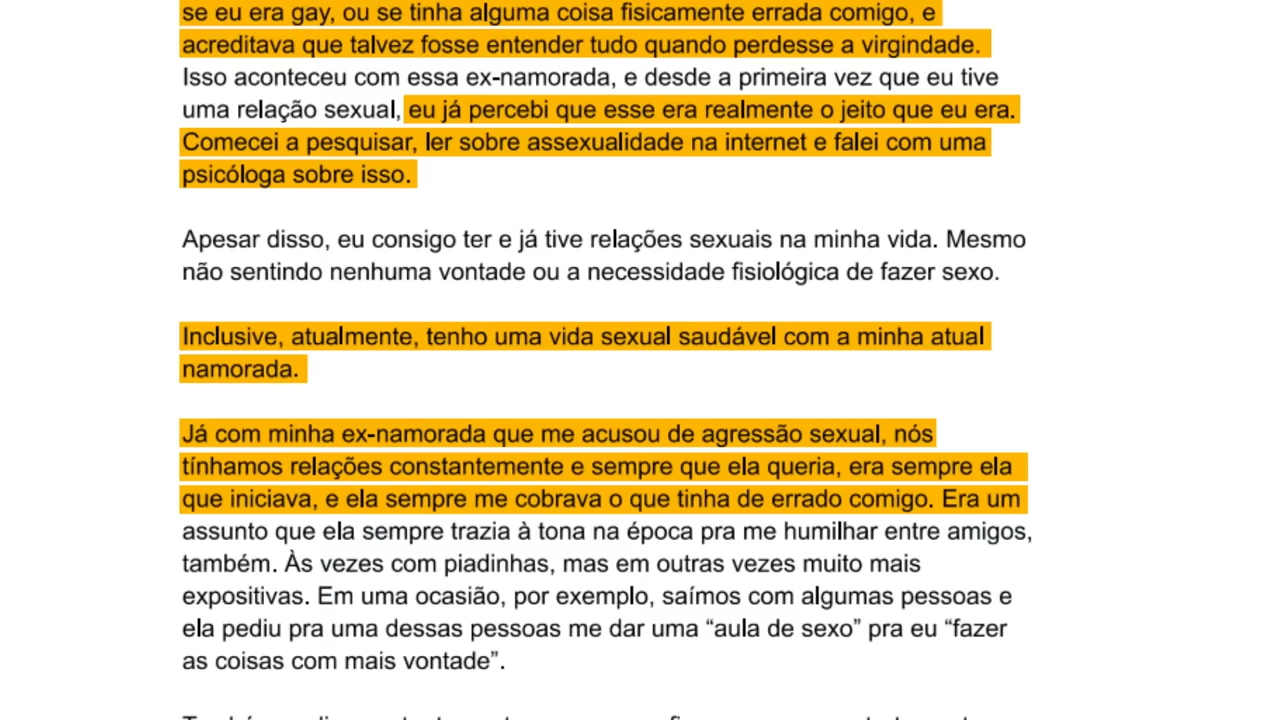 se eu era gay, ou se tinha alguma coisa fisicamente errada comigo, e
acreditava que talvez fosse entender tudo quando perdesse a virgindade.
Isso aconteceu com essa ex-namorada, e desde a primeira vez que eu tive
uma relação sexual, eu já percebi que esse era realmente o jeito que eu era.
Comecei a pesquisar, ler sobre assexualidade na internet e falei com uma
psicóloga sobre isso.
Apesar disso, eu consigo ter e já tive relações sexuais na minha vida. Mesmo
não sentindo nenhuma vontade ou a necessidade fisiológica de fazer sexo.
Inclusive, atualmente, tenho uma vida sexual saudável com a minha atual
namorada.
Já com minha ex-namorada que me acusou de agressão sexual, nós
tínhamos relações constantemente e sempre que ela queria, era sempre ela
que iniciava, e ela sempre me cobrava o que tinha de errado comigo. Era um
assunto que ela sempre trazia à tona na época pra me humilhar entre amigos,
também. Às vezes com piadinhas, mas em outras vezes muito mais
expositivas. Em uma ocasião, por exemplo, saímos com algumas pessoas e
ela pediu pra uma dessas pessoas me dar uma “aula de sexo” pra eu “fazer
as coisas com mais vontade”.